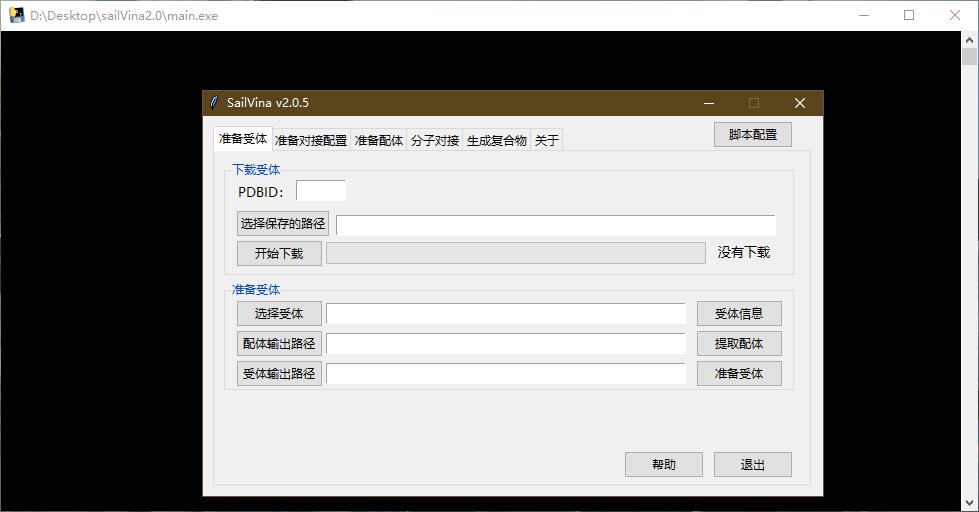 D:\Desktop\sailVina2.0\main.exe
SailVina v2.0.5
脚本配置
准备受体 准备对接配置 准备配体 分子对接 生成复合物 关于
下载受体
PDBID:
选择保存的路径
开始下载 没有下载
准备受体
选择受体 受体信息
配体输出路径 提取配体
受体输出路径 准备受体
帮助 退出